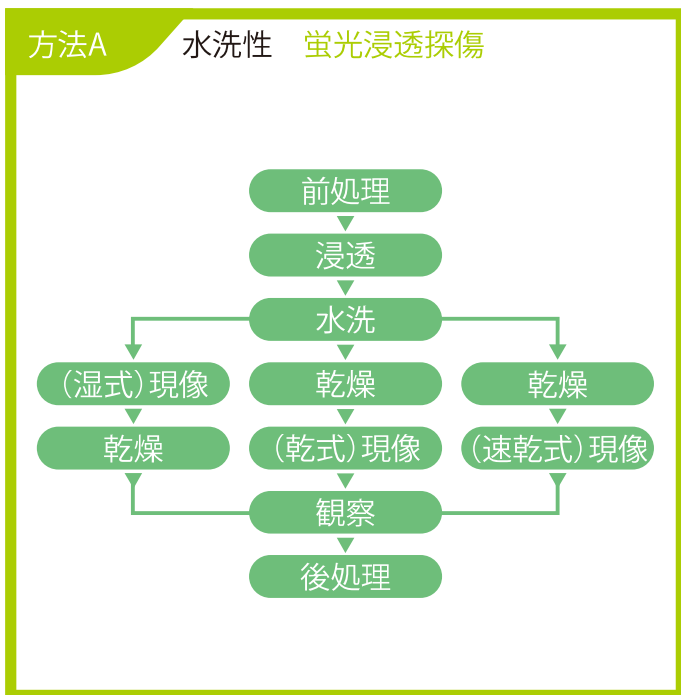 方法A
水洗性 蛍光浸透探傷
前処理
浸透
水洗
(湿式)現像
乾燥
乾燥
乾燥
(乾式)現像
(速乾式)現像
観察
後処理